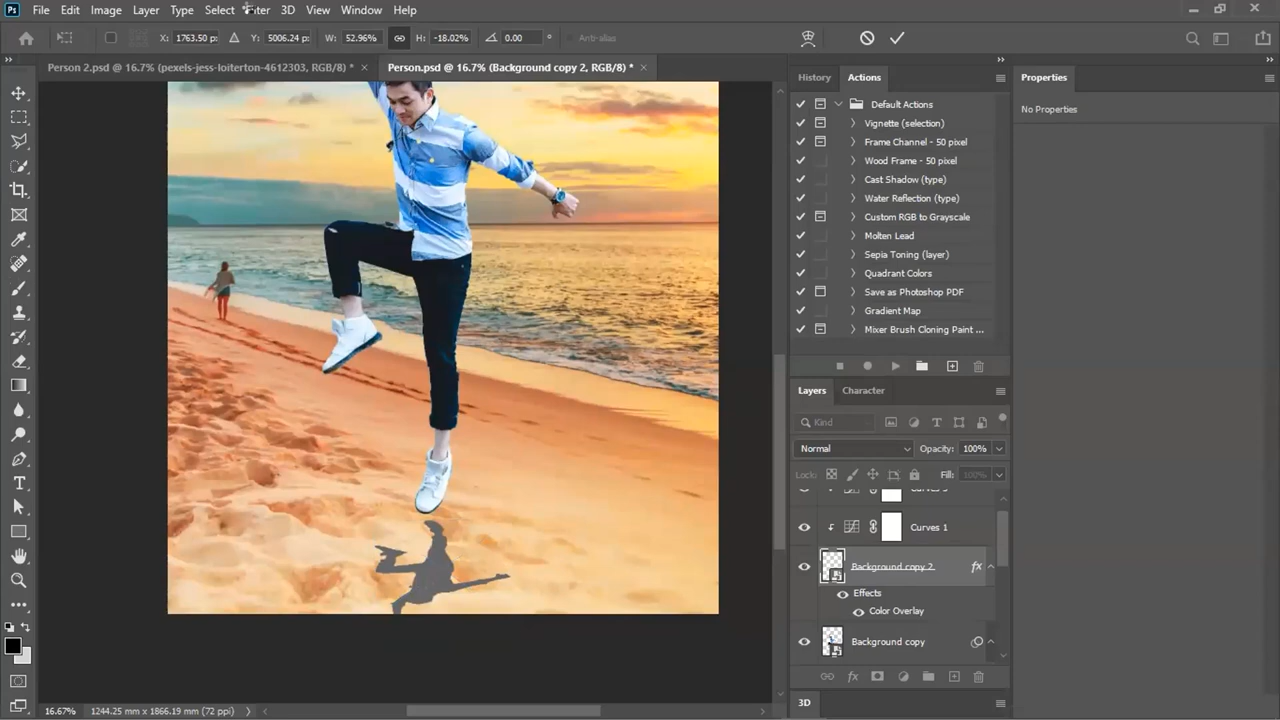 Ps File Edit Image Layer Type Select Filter 3D View Window Help
X: 1763.50 p: Y: 5006.24 p: W: 52.96% H: -18.02% 0.00 ° Anti-alias
Person 2.psd @ 16.7% (pexels-jess-loiterton-4612303, RGB/8) * × Person.psd @ 16.7% (Background copy 2, RGB/8) * ×
History Actions
Properties
No Properties
Default Actions
Vignette (selection)
Frame Channel - 50 pixel
Wood Frame - 50 pixel
Cast Shadow (type)
Water Reflection (type)
Custom RGB to Grayscale
Molten Lead
Sepia Toning (layer)
Quadrant Colors
Save as Photoshop PDF
Gradient Map
Mixer Brush Cloning Paint ...
Layers Character
Kind
Normal Opacity: 100%
Lock: Fill: 100%
Curves 1
Background copy 2 fx
Effects
Color Overlay
Background copy
3D
16.67% 1244.25 mm x 1866.19 mm (72 ppi)